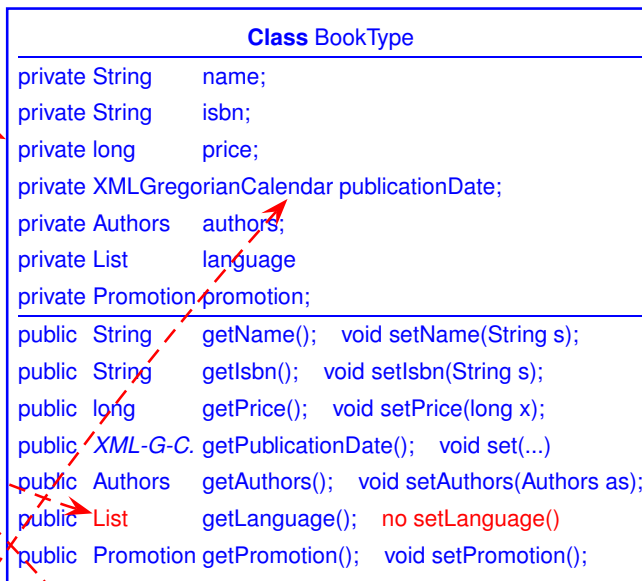 Class BookType
private String name;
private String isbn;
private long price;
private XMLGregorianCalendar publicationDate;
private Authors authors;
private List language
private Promotion promotion;
public String getName(); void setName(String s);
public String getIsbn(); void setIsbn(String s);
public long getPrice(); void setPrice(long x);
public XML-G-C. getPublicationDate(); void set(...)
public Authors getAuthors(); void setAuthors(Authors as);
public List getLanguage(); no setLanguage()
public Promotion getPromotion(); void setPromotion();